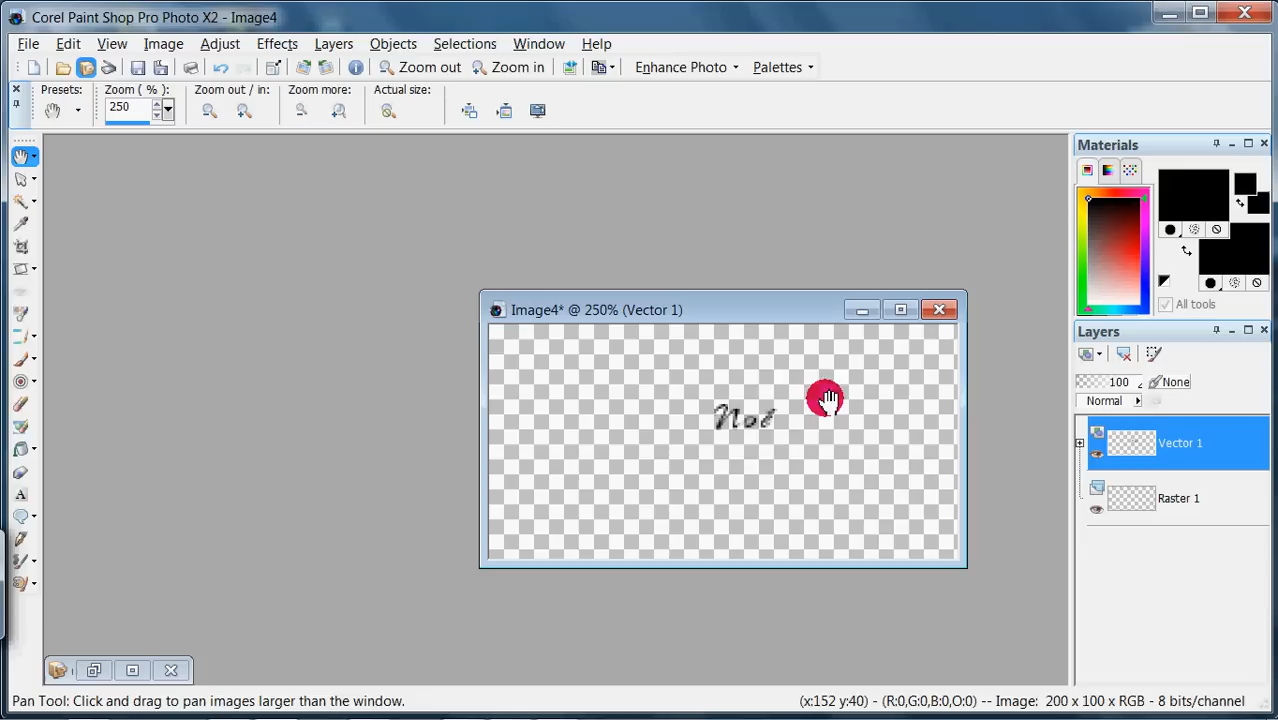 Corel Paint Shop Pro Photo X2 - Image4
File Edit View Image Adjust Effects Layers Objects Selections Window Help
Zoom out Zoom in Enhance Photo Palettes
Presets: Zoom ( % ): Zoom out / in: Zoom more: Actual size:
250
Materials
All tools
Image4* @ 250% (Vector 1)
Not
Layers
100 None
Normal
Vector 1
Raster 1
Pan Tool: Click and drag to pan images larger than the window. (x:152 y:40) - (R:0,G:0,B:0,O:0) -- Image: 200 x 100 x RGB - 8 bits/channel